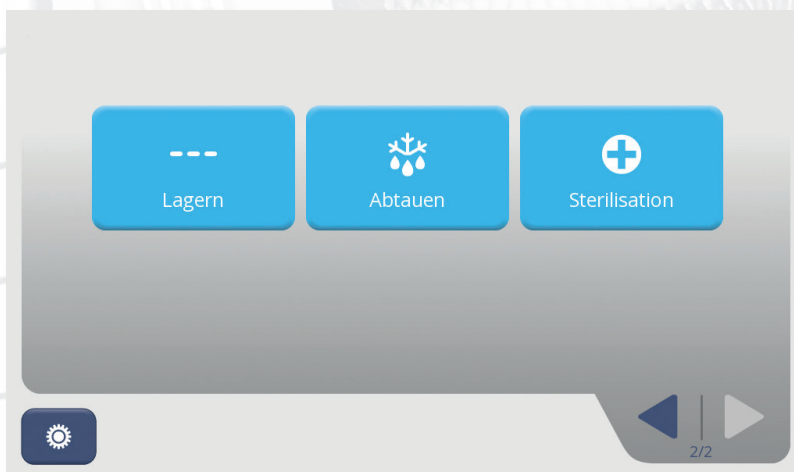 ---
Lagern
Abtauen
Sterilisation
2/2